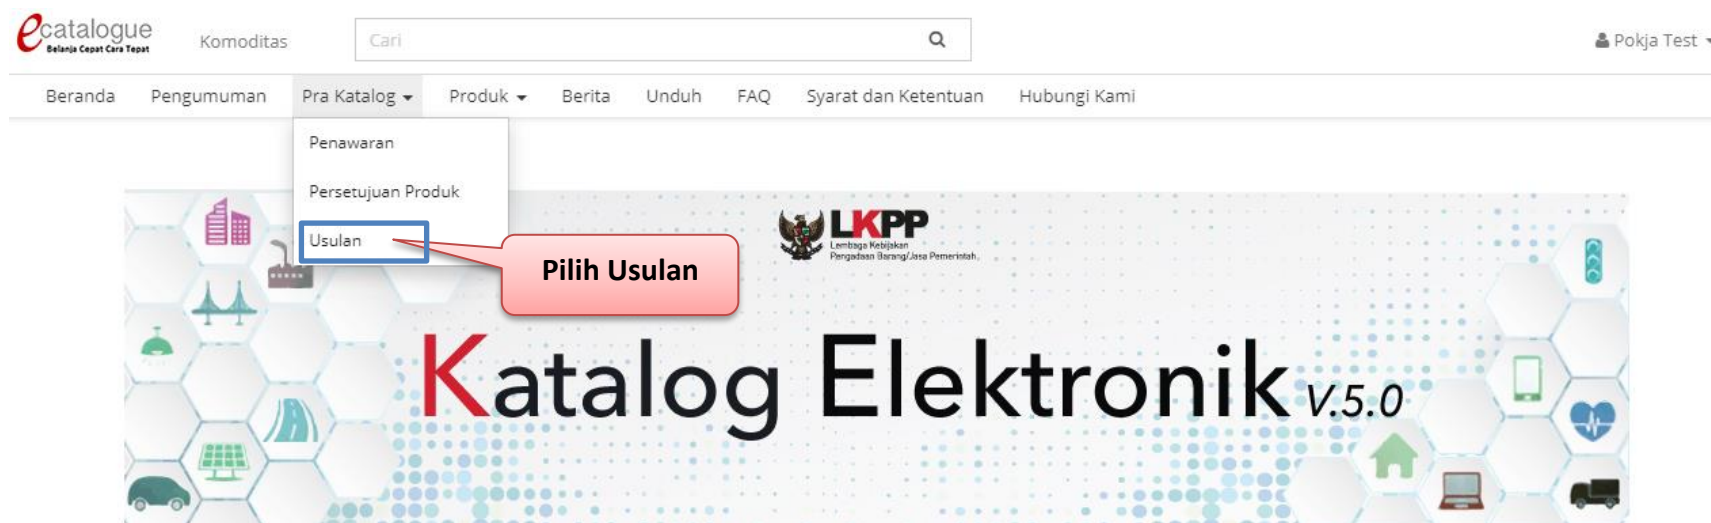 ecatalogue
Belanja Cepat Cara Tepat
Komoditas
Cari
Pokja Test
Beranda Pengumuman Pra Katalog Produk Berita Unduh FAQ Syarat dan Ketentuan Hubungi Kami
Penawaran
Persetujuan Produk
Usulan
Pilih Usulan
LKPP
Lembaga Kebijakan
Pengadaan Barang/Jasa Pemerintah
Katalog Elektronik V.5.0